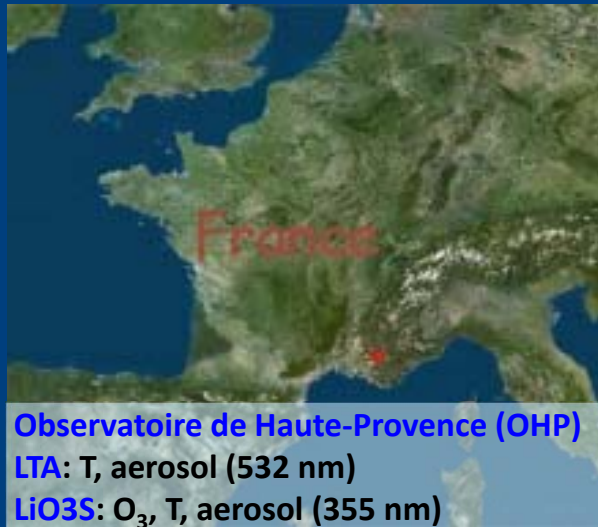 France
Observatoire de Haute-Provence (OHP)
LTA: T, aerosol (532 nm)
LiO3S: O₃, T, aerosol (355 nm)